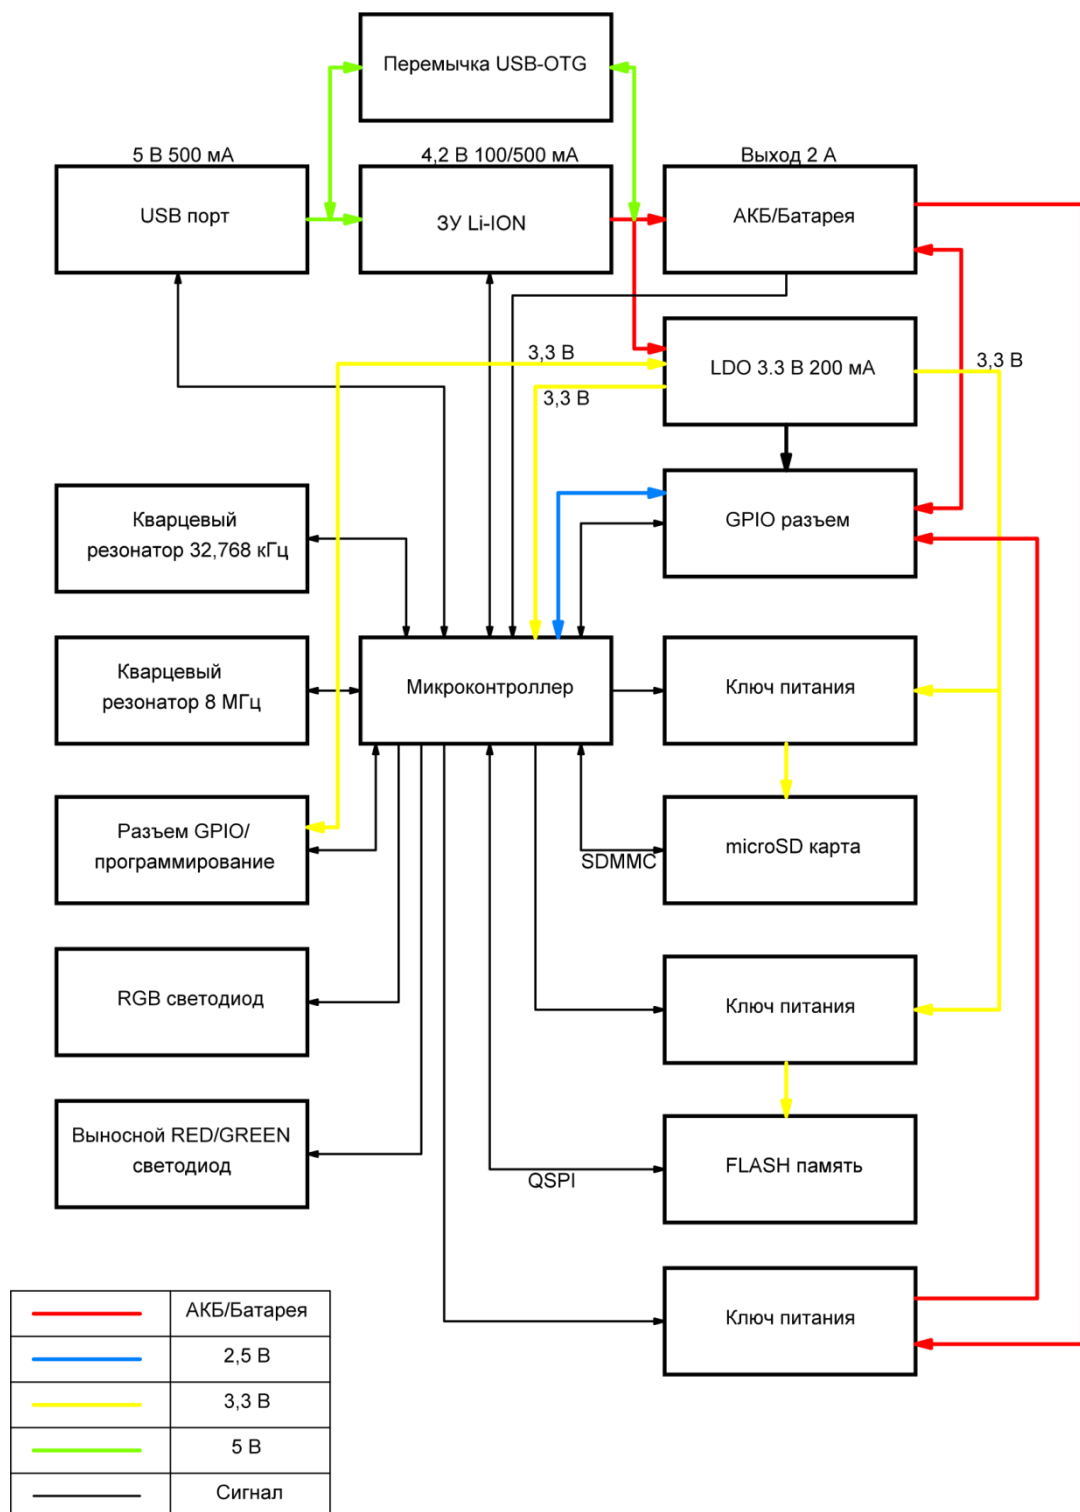 Перемычка USB-OTG
5 В 500 мА
4,2 В 100/500 мА
Выход 2 А
USB порт
ЗУ Li-ION
АКБ/Батарея
3,3 В
LDO 3.3 В 200 мА
3,3 В
3,3 В
Кварцевый
резонатор 32,768 кГц
GPIO разъем
Кварцевый
резонатор 8 МГц
Микроконтроллер
Ключ питания
Разъем GPIO/
программирование
SDMMC
microSD карта
RGB светодиод
Ключ питания
Выносной RED/GREEN
светодиод
QSPI
FLASH память
Ключ питания
АКБ/Батарея
2,5 В
3,3 В
5 В
Сигнал